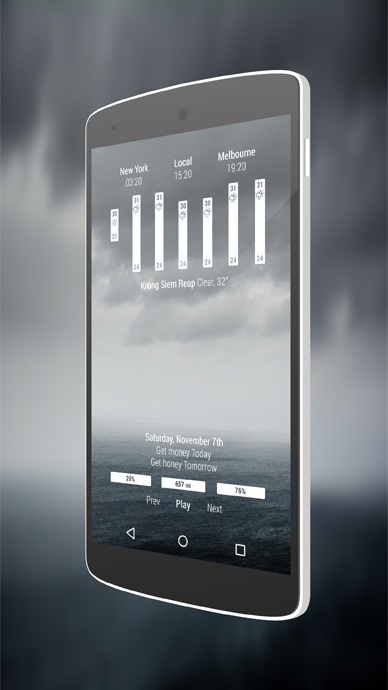 New York
03:20
Local
15:20
Melbourne
19:20
30
27
31
24
31
24
30
24
30
24
31
24
31
24
Krong Siem Reap Clear, 32°
Saturday, November 7th
Get money Today
Get honey Tomorrow
29%
657 MB
76%
Prev Play Next